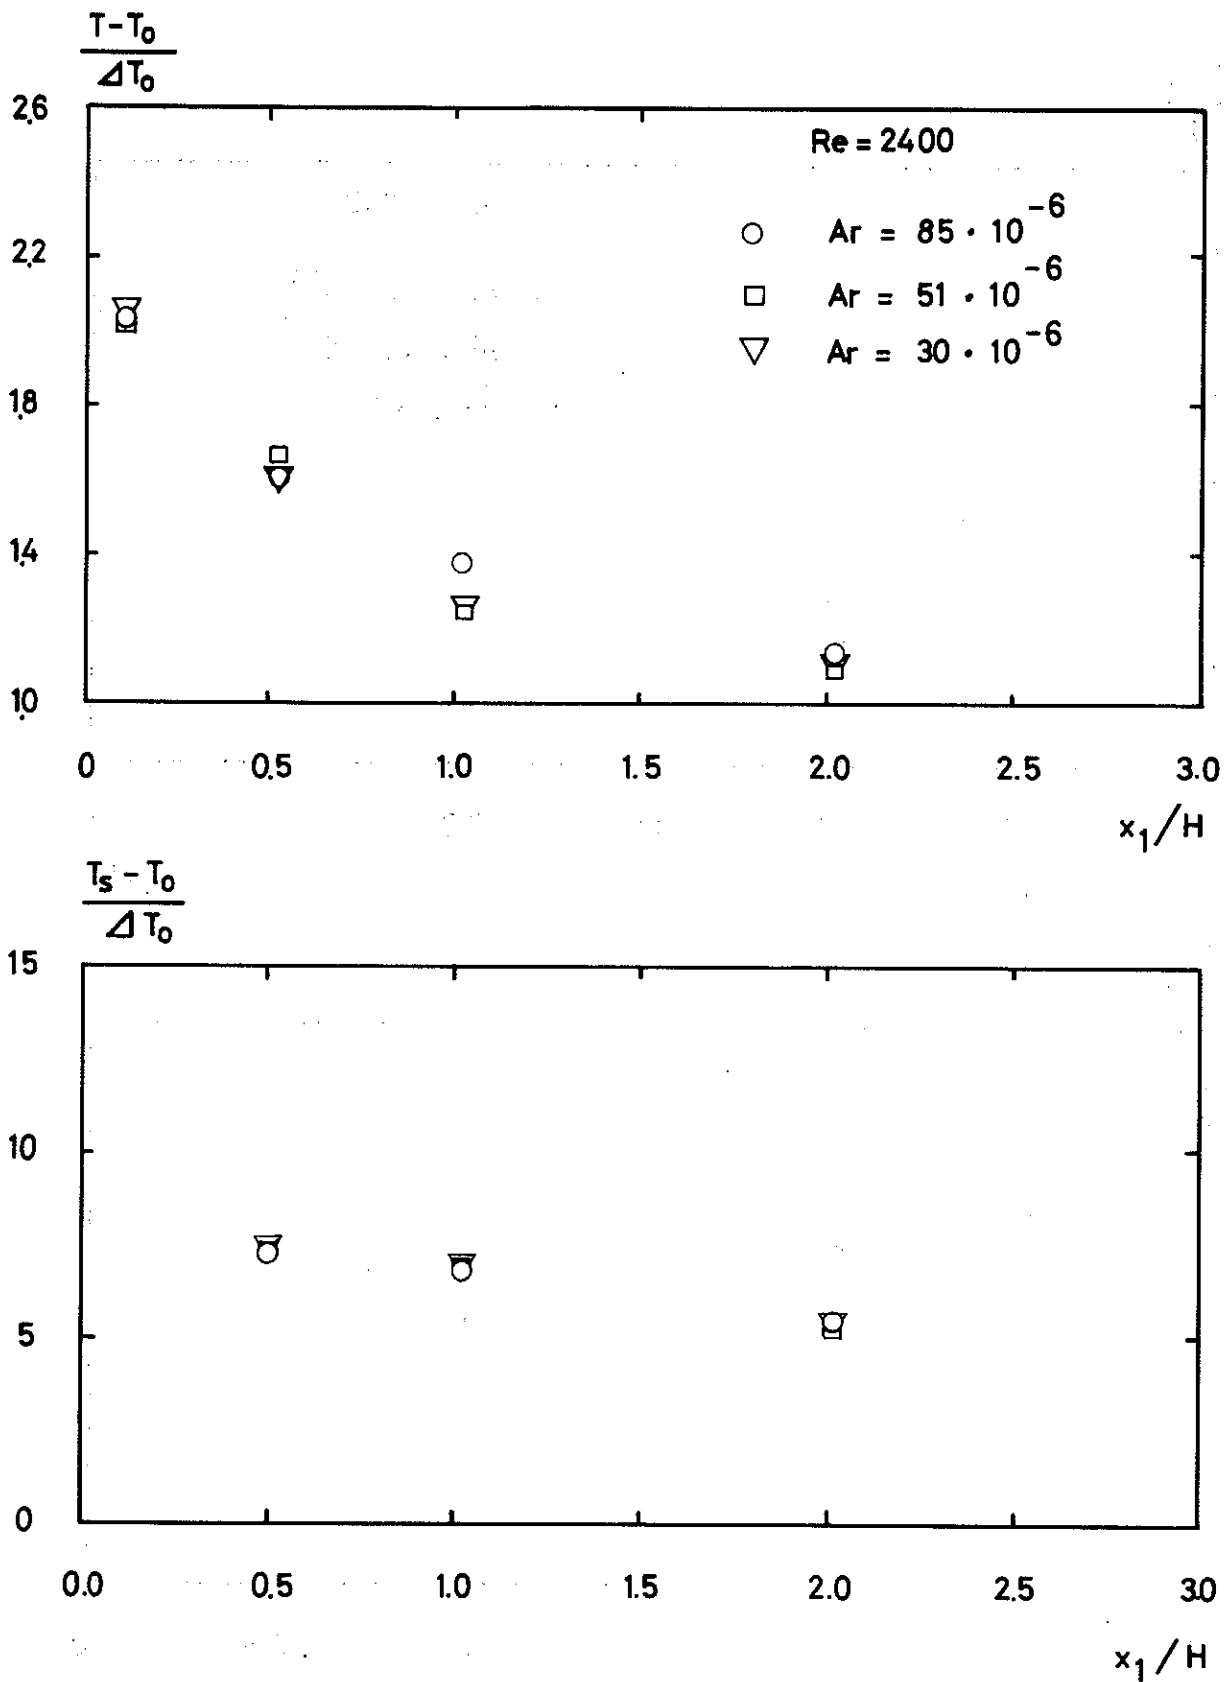 T-T₀
ΔT₀
2.6
2.2
1.8
1.4
1.0
Re = 2400
○ Ar = 85 · 10⁻⁶
□ Ar = 51 · 10⁻⁶
▽ Ar = 30 · 10⁻⁶
0 0.5 1.0 1.5 2.0 2.5 3.0
x₁/H
Tₛ - T₀
ΔT₀
15
10
5
0
0.0 0.5 1.0 1.5 2.0 2.5 3.0
x₁/H